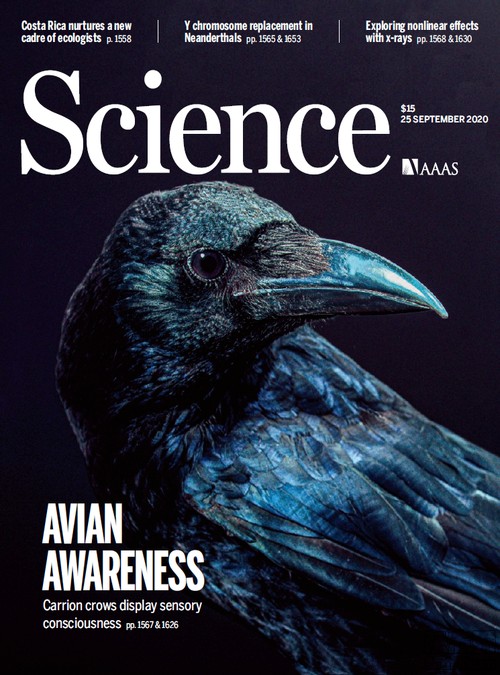 Costa Rica nurtures a new
cadre of ecologists p. 1558
Y chromosome replacement in
Neanderthals pp. 1565 & 1653
Exploring nonlinear effects
with x-rays pp. 1568 & 1630
Science
$15
25 SEPTEMBER 2020
AAAS
AVIAN
AWARENESS
Carrion crows display sensory
consciousness pp. 1567 & 1626